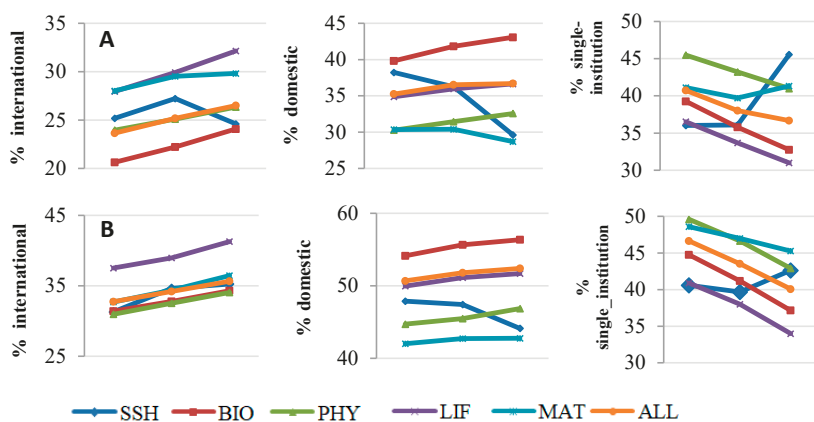 A
% international
35
30
25
20
% domestic
45
40
35
30
25
% single-
institution
50
45
40
35
30
B
% international
45
35
25
% domestic
60
50
40
%
single_institution
50
45
40
35
30
SSH BIO PHY LIF MAT ALL